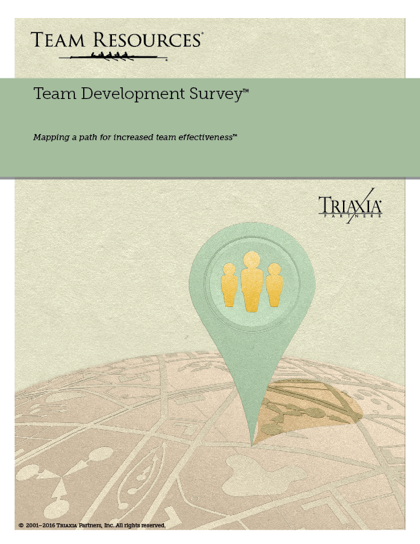 TEAM RESOURCES®
Team Development Survey™
Mapping a path for increased team effectiveness™
TRIAXIA
PARTNERS
© 2001-2016 TRIAXIA Partners, Inc. All rights reserved.